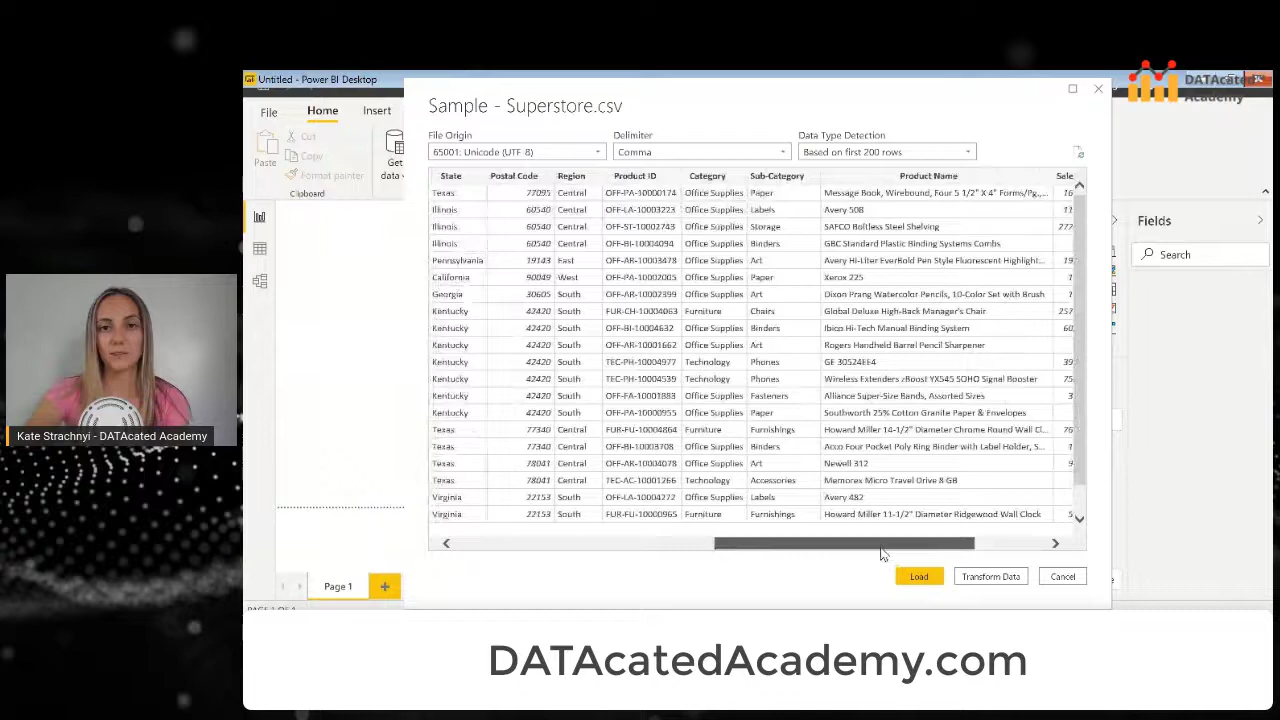 Untitled - Power BI Desktop
DATAcated
Academy
File Home Insert
Paste
Cut
Copy
Format painter
Clipboard
Get
data
Sample - Superstore.csv
File Origin Delimiter Data Type Detection
65001: Unicode (UTF-8) Comma Based on first 200 rows
State Postal Code Region Product ID Category Sub-Category Product Name Sale
Texas 77095 Central OFF-PA-10000174 Office Supplies Paper Message Book, Wirebound, Four 5 1/2" X 4" Forms/Pg.,... 16
Illinois 60540 Central OFF-LA-10003223 Office Supplies Labels Avery 508 11
Illinois 60540 Central OFF-ST-10002743 Office Supplies Storage SAFCO Boltless Steel Shelving 277
Illinois 60540 Central OFF-BI-10004094 Office Supplies Binders GBC Standard Plastic Binding Systems Combs
Pennsylvania 19143 East OFF-AR-10003478 Office Supplies Art Avery Hi-Liter EverBold Pen Style Fluorescent Highlight... 19
California 90049 West OFF-PA-10002005 Office Supplies Paper Xerox 225
Georgia 30605 South OFF-AR-10002399 Office Supplies Art Dixon Prang Watercolor Pencils, 10-Color Set with Brush
Kentucky 42420 South FUR-CH-10004063 Furniture Chairs Global Deluxe High-Back Manager's Chair 257
Kentucky 42420 South OFF-BI-10004632 Office Supplies Binders Ibico Hi-Tech Manual Binding System 60
Kentucky 42420 South OFF-AR-10001662 Office Supplies Art Rogers Handheld Barrel Pencil Sharpener
Kentucky 42420 South TEC-PH-10004977 Technology Phones GE 30524EE4 39
Kentucky 42420 South TEC-PH-10004539 Technology Phones Wireless Extenders zBoost YX545 SOHO Signal Booster 75
Kentucky 42420 South OFF-FA-10001883 Office Supplies Fasteners Alliance Super-Size Bands, Assorted Sizes 3
Kentucky 42420 South OFF-PA-10000955 Office Supplies Paper Southworth 25% Cotton Granite Paper & Envelopes
Texas 77340 Central FUR-FU-10004864 Furniture Furnishings Howard Miller 14-1/2" Diameter Chrome Round Wall Cl... 76
Texas 77340 Central OFF-BI-10003708 Office Supplies Binders Acco Four Pocket Poly Ring Binder with Label Holder, S...
Texas 78041 Central OFF-AR-10004078 Office Supplies Art Newell 312 9
Texas 78041 Central TEC-AC-10001266 Technology Accessories Memorex Micro Travel Drive 8 GB
Virginia 22153 South OFF-LA-10004272 Office Supplies Labels Avery 482
Virginia 22153 South FUR-FU-10000965 Furniture Furnishings Howard Miller 11-1/2" Diameter Ridgewood Wall Clock 5
Load Transform Data Cancel
Fields
Search
Page 1
Kate Strachnyi - DATAcated Academy
DATAcatedAcademy.com